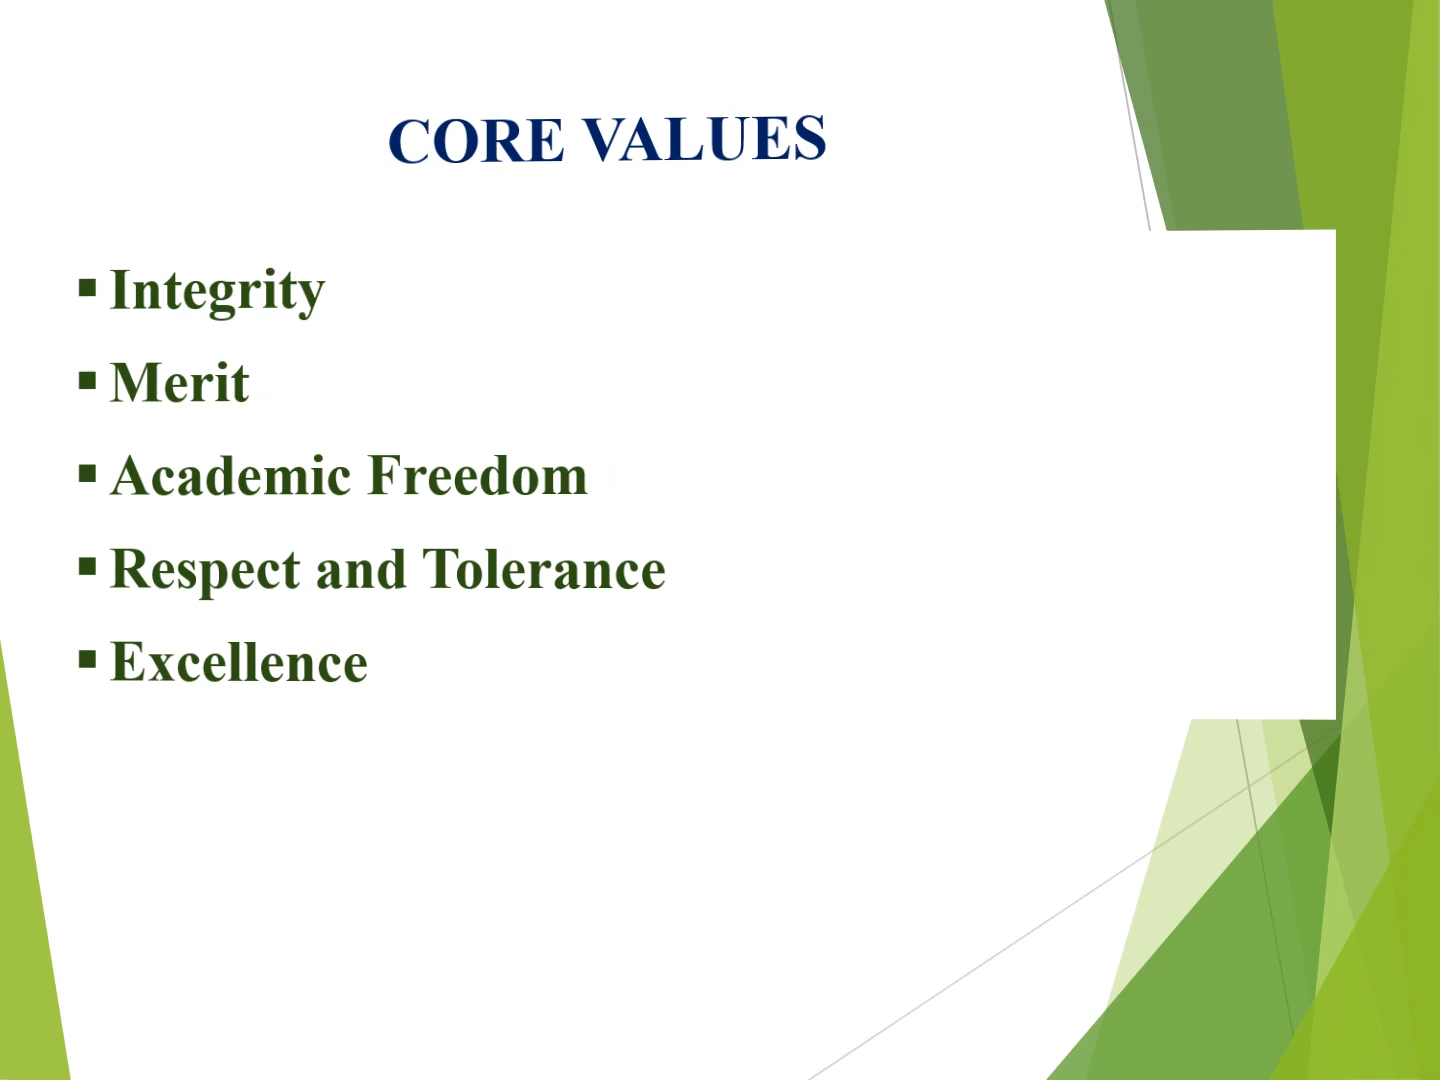 CORE VALUES
▪ Integrity
▪ Merit
▪ Academic Freedom
▪ Respect and Tolerance
▪ Excellence